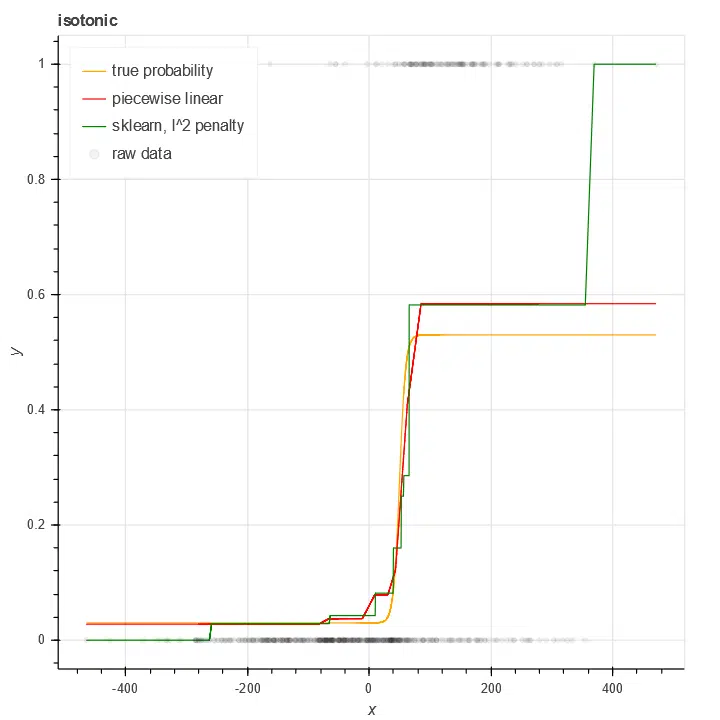 isotonic
true probability
piecewise linear
sklearn, l^2 penalty
raw data
1
0.8
0.6
0.4
0.2
0
y
-400 -200 0 200 400
x